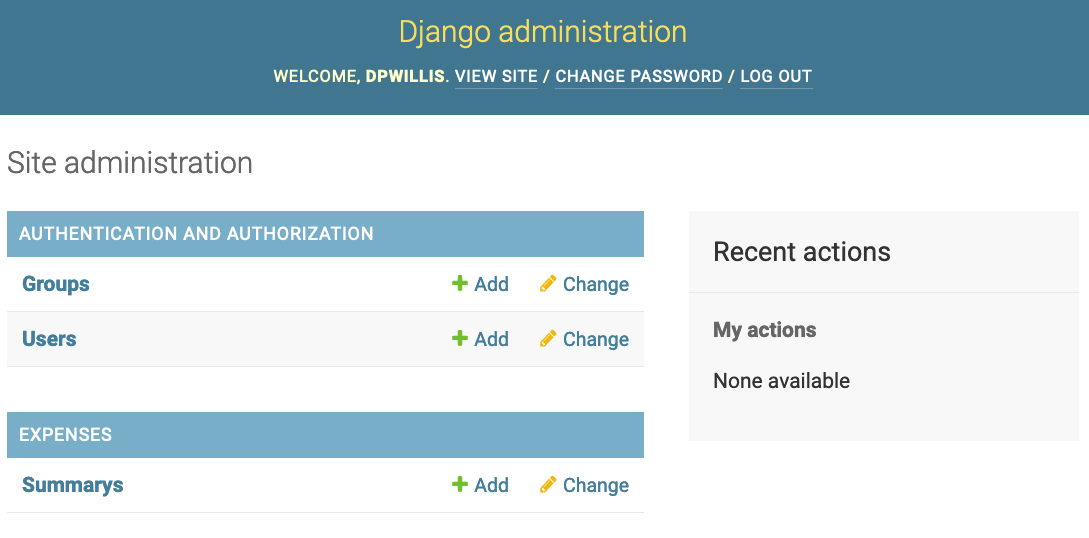 Django administration
WELCOME, DPWILLIS. VIEW SITE / CHANGE PASSWORD / LOG OUT
Site administration
AUTHENTICATION AND AUTHORIZATION
Groups Add Change
Users Add Change
EXPENSES
Summarys Add Change
Recent actions
My actions
None available